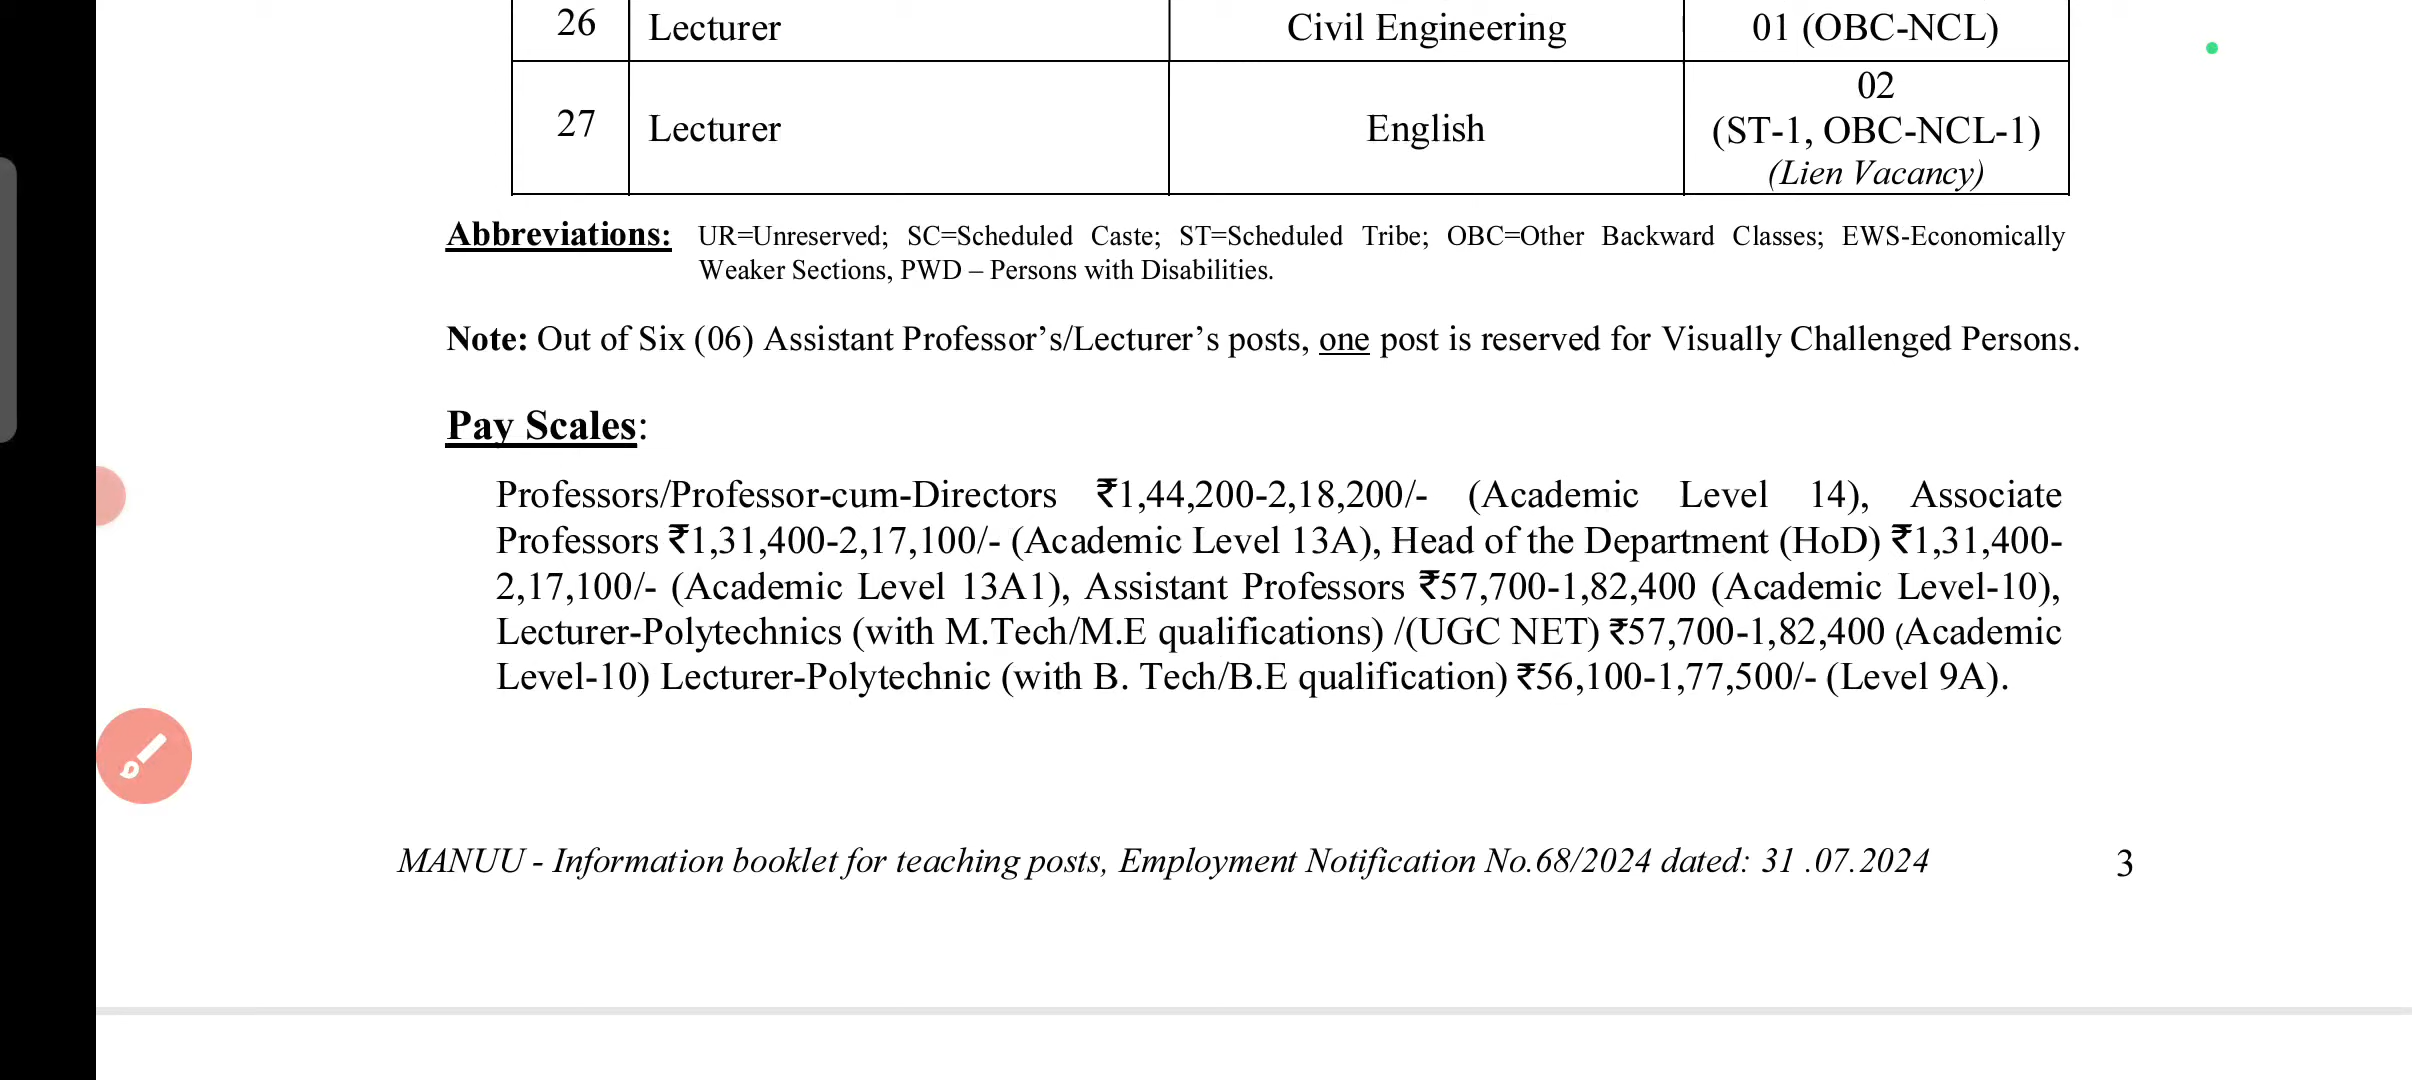 26 Lecturer Civil Engineering 01 (OBC-NCL)
27 Lecturer English 02
(ST-1, OBC-NCL-1)
(Lien Vacancy)
Abbreviations: UR=Unreserved; SC=Scheduled Caste; ST=Scheduled Tribe; OBC=Other Backward Classes; EWS-Economically
Weaker Sections, PWD – Persons with Disabilities.
Note: Out of Six (06) Assistant Professor’s/Lecturer’s posts, one post is reserved for Visually Challenged Persons.
Pay Scales:
Professors/Professor-cum-Directors ₹1,44,200-2,18,200/- (Academic Level 14), Associate
Professors ₹1,31,400-2,17,100/- (Academic Level 13A), Head of the Department (HoD) ₹1,31,400-
2,17,100/- (Academic Level 13A1), Assistant Professors ₹57,700-1,82,400 (Academic Level-10),
Lecturer-Polytechnics (with M.Tech/M.E qualifications) /(UGC NET) ₹57,700-1,82,400 (Academic
Level-10) Lecturer-Polytechnic (with B. Tech/B.E qualification) ₹56,100-1,77,500/- (Level 9A).
MANUU - Information booklet for teaching posts, Employment Notification No.68/2024 dated: 31 .07.2024 3